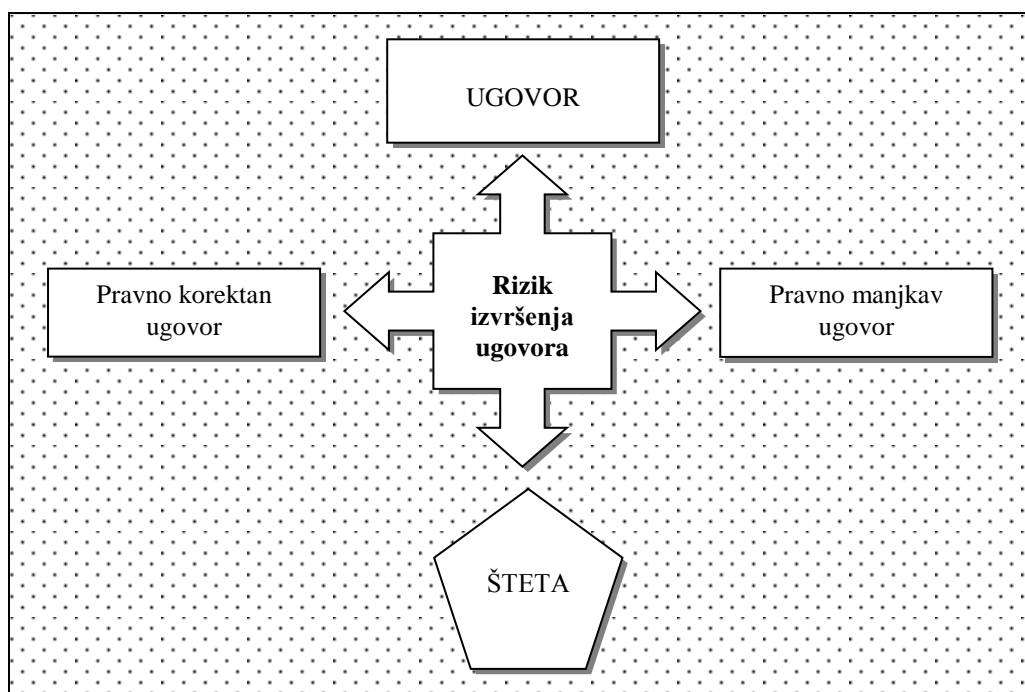 UGOVOR
Pravno korektan
ugovor
Rizik
izvršenja
ugovora
Pravno manjkav
ugovor
ŠTETA